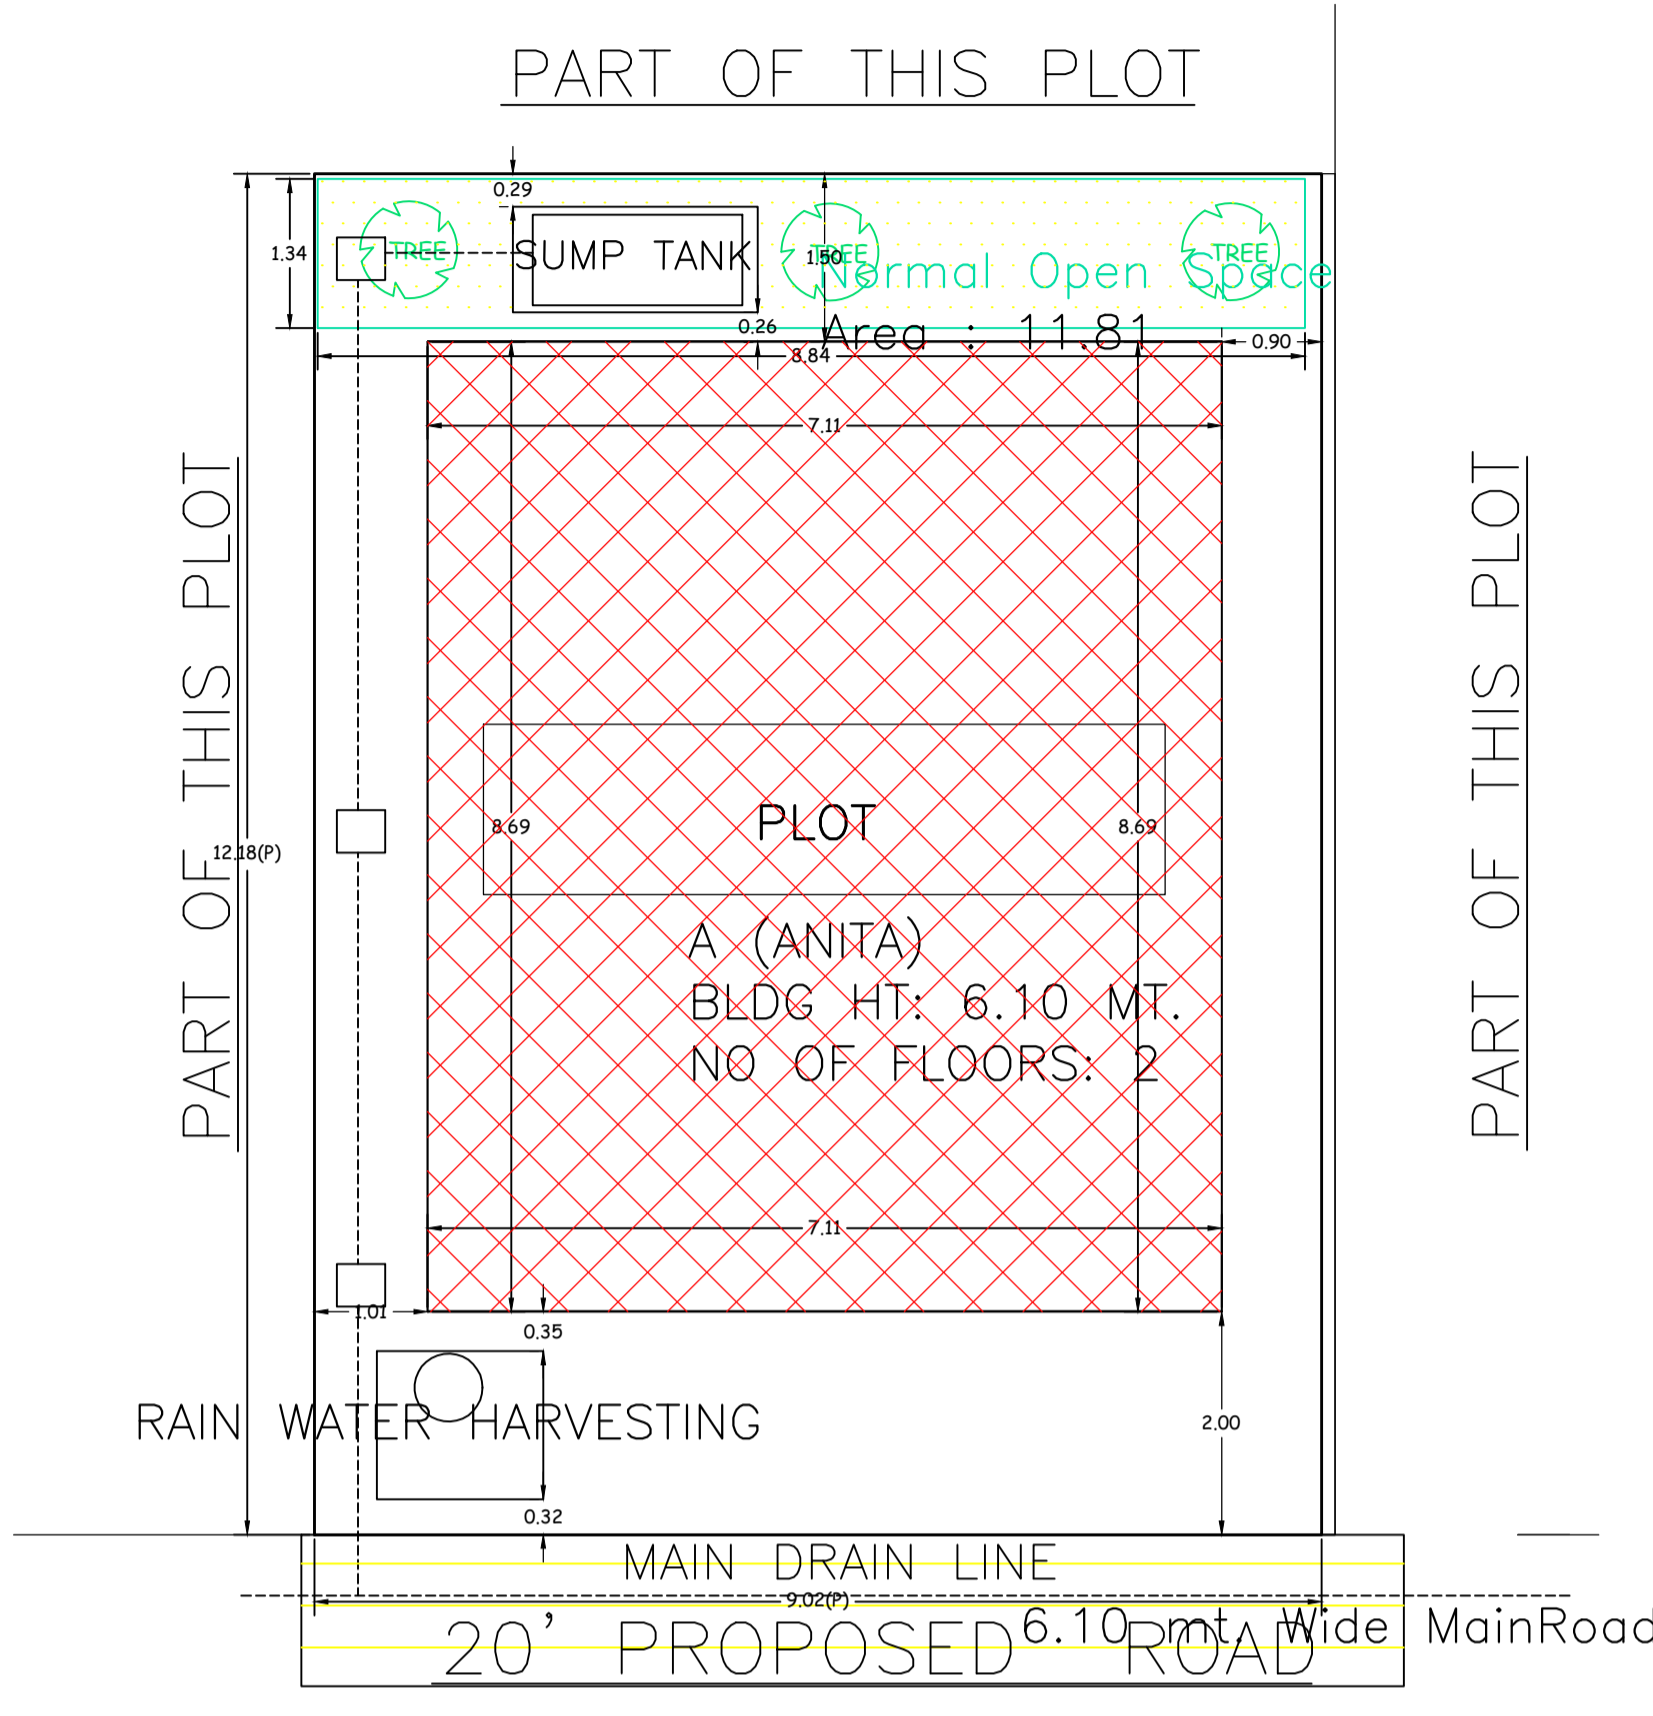 PART OF THIS PLOT
0.29
1.34
TREE
SUMP TANK
TREE
1.50
TREE
Normal Open Space
0.26
Area : 11.81
0.90
8.84
7.11
PART OF THIS PLOT
PART OF THIS PLOT
12.18(P)
8.69
PLOT
8.69
A (ANITA)
BLDG HT: 6.10 MT.
NO OF FLOORS: 2
7.11
1.01
0.35
RAIN WATER HARVESTING
2.00
0.32
MAIN DRAIN LINE
9.02(P)
6.10 mt. Wide MainRoad
20' PROPOSED ROAD